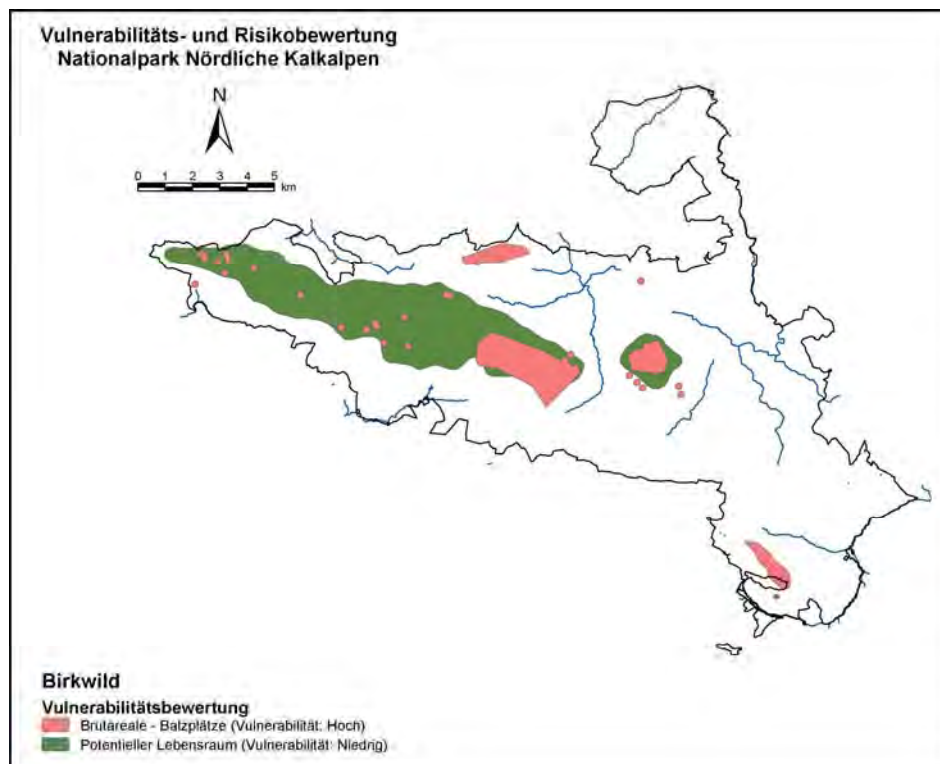 Vulnerabilitäts- und Risikobewertung
Nationalpark Nördliche Kalkalpen
N
0 1 2 3 4 5
km
Birkwild
Vulnerabilitätsbewertung
Brutareale - Balzplätze (Vulnerabilität: Hoch)
Potentieller Lebensraum (Vulnerabilität: Niedrig)